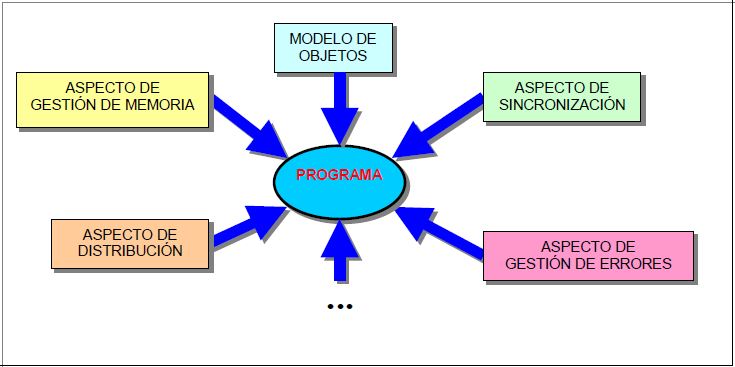 MODELO DE
OBJETOS
ASPECTO DE
GESTIÓN DE MEMORIA
ASPECTO DE
SINCRONIZACIÓN
PROGRAMA
ASPECTO DE
DISTRIBUCIÓN
ASPECTO DE
GESTIÓN DE ERRORES
...